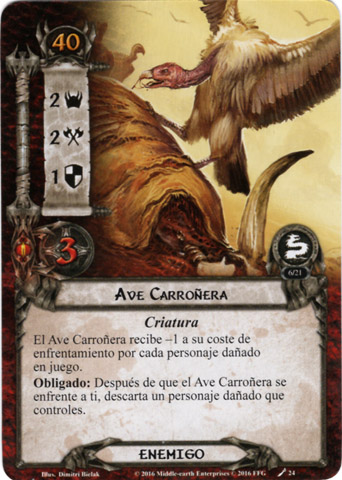 40
2
2
1
3
6/21
Ave Carroñera
Criatura
El Ave Carroñera recibe –1 a su coste de
enfrentamiento por cada personaje dañado
en juego.
Obligado: Después de que el Ave Carroñera se
enfrente a ti, descarta un personaje dañado que
controles.
ENEMIGO
Illus. Dimitri Bielak © 2016 Middle-earth Enterprises © 2016 FFG 24